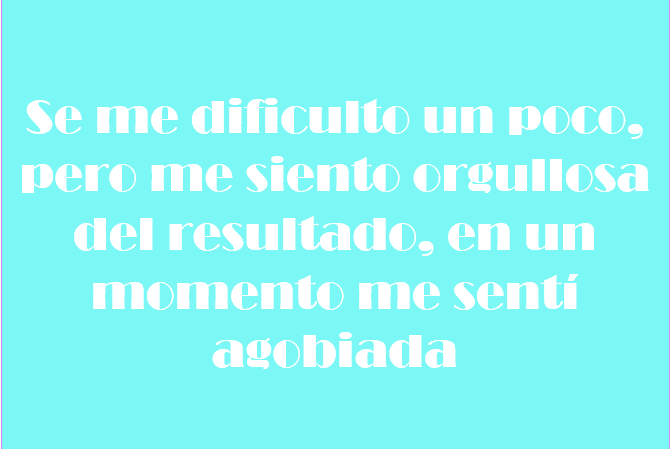 Se me dificulto un poco,
pero me siento orgullosa
del resultado, en un
momento me sentí
agobiada